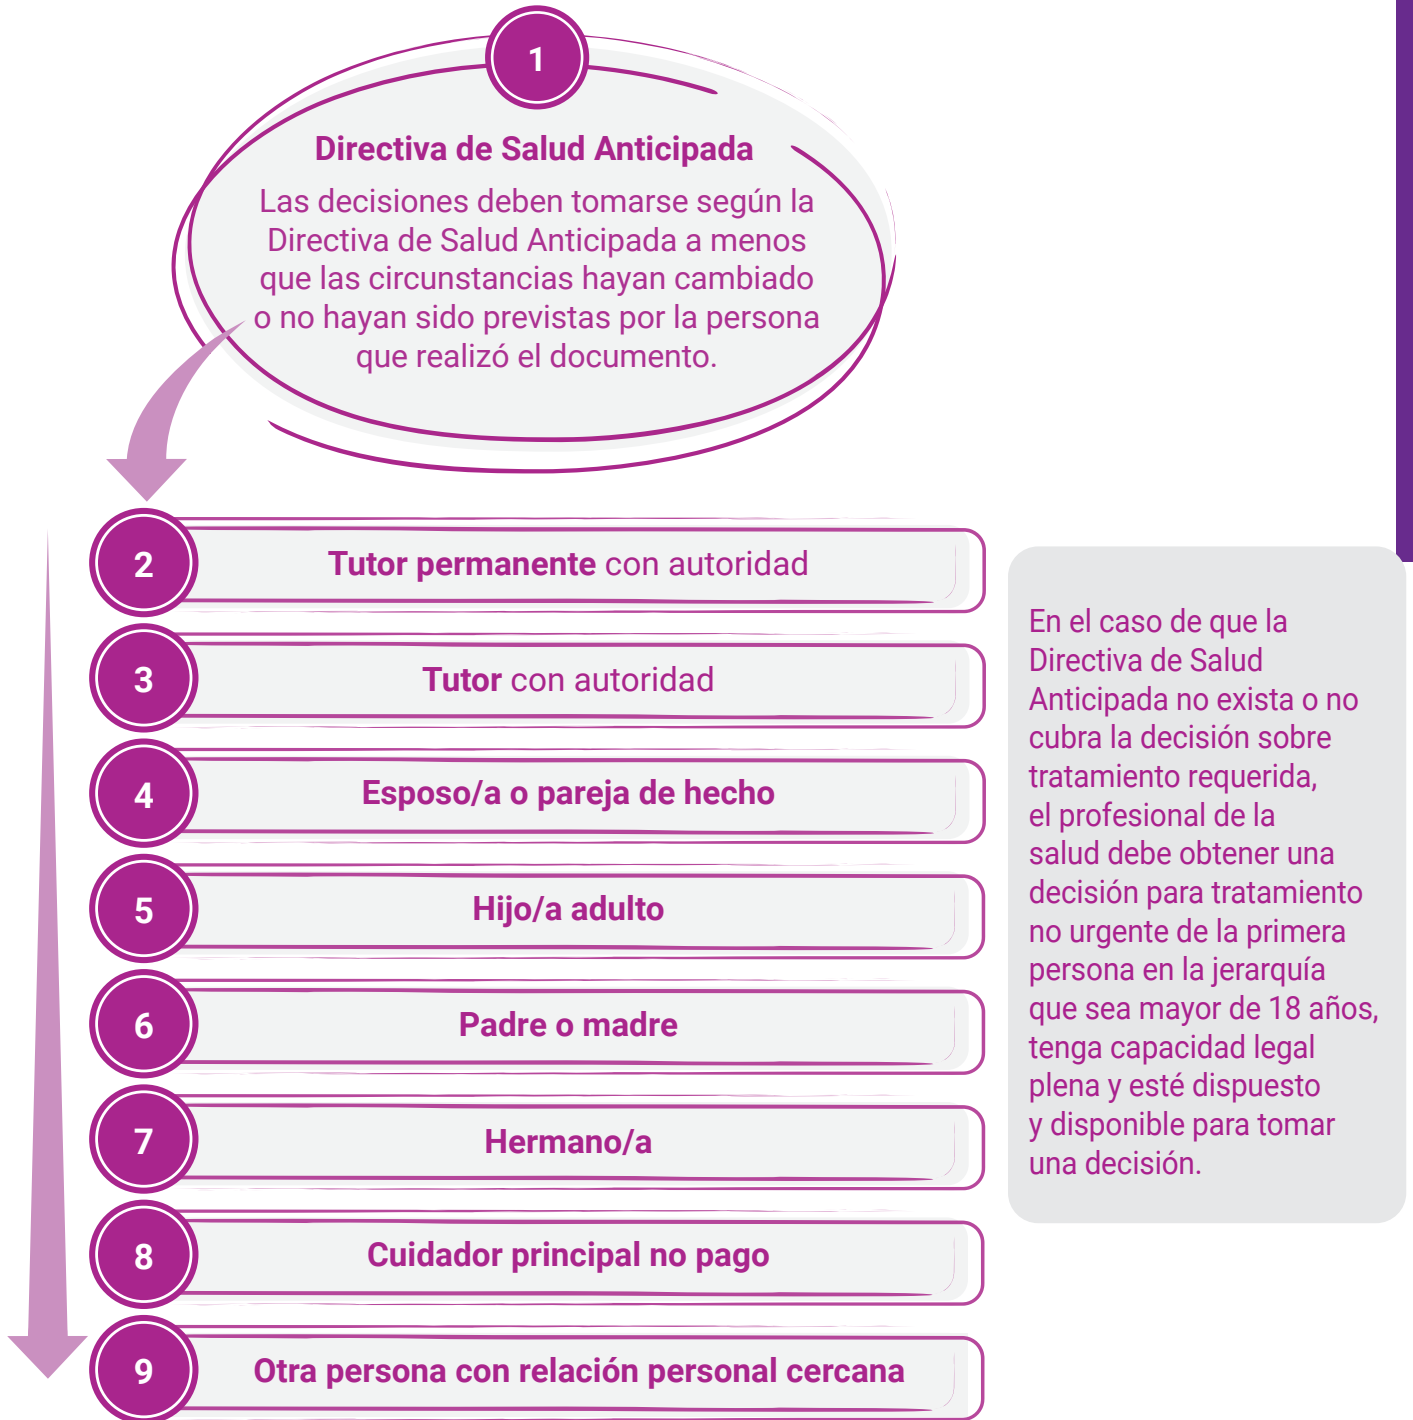 1
Directiva de Salud Anticipada
Las decisiones deben tomarse según la
Directiva de Salud Anticipada a menos
que las circunstancias hayan cambiado
o no hayan sido previstas por la persona
que realizó el documento.
2
Tutor permanente con autoridad
3
Tutor con autoridad
4
Esposo/a o pareja de hecho
5
Hijo/a adulto
6
Padre o madre
7
Hermano/a
8
Cuidador principal no pago
9
Otra persona con relación personal cercana
En el caso de que la
Directiva de Salud
Anticipada no exista o no
cubra la decisión sobre
tratamiento requerida,
el profesional de la
salud debe obtener una
decisión para tratamiento
no urgente de la primera
persona en la jerarquía
que sea mayor de 18 años,
tenga capacidad legal
plena y esté dispuesto
y disponible para tomar
una decisión.